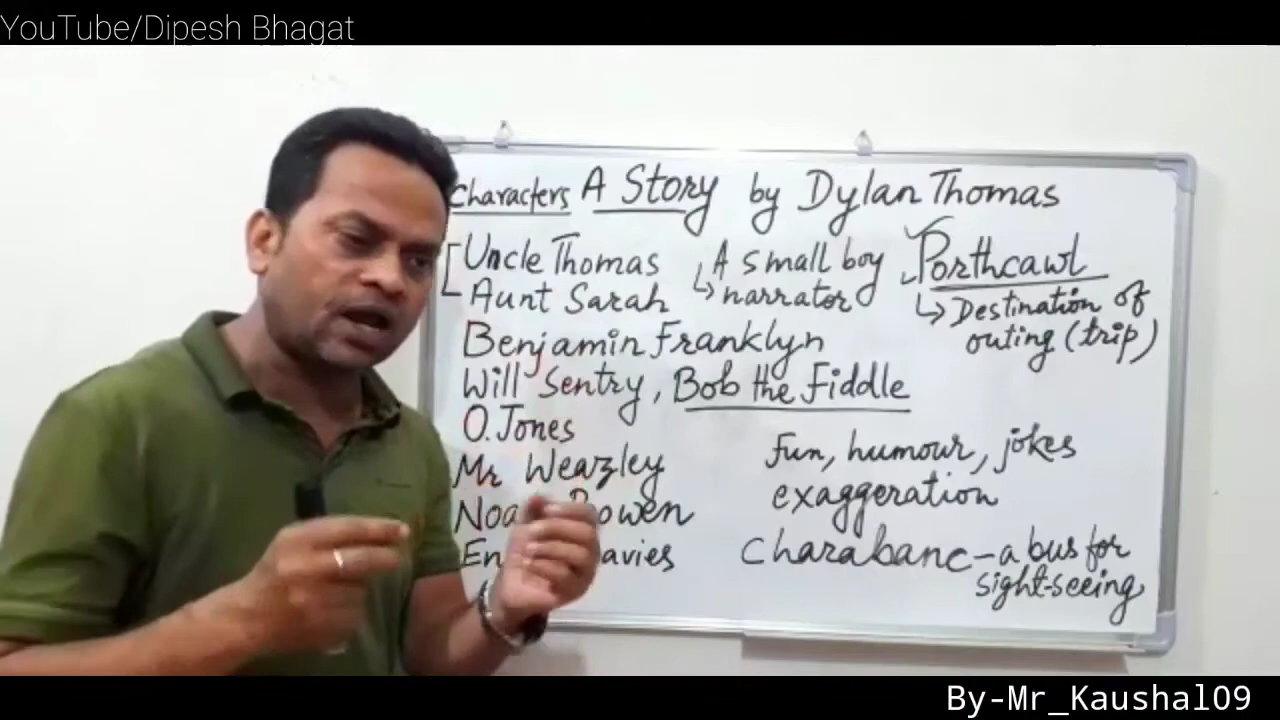 YouTube/Dipesh Bhagat
Characters A Story by Dylan Thomas
Uncle Thomas
Aunt Sarah
A small boy
↳ narrator
Porthcawl
↳ Destination of
outing (trip)
Benjamin Franklyn
Will Sentry, Bob the Fiddle
O. Jones
Mr Weazley
Bowen
Fun, humour, jokes
exaggeration
Charabanc – a bus for
sight-seeing
By-Mr_Kaushal09